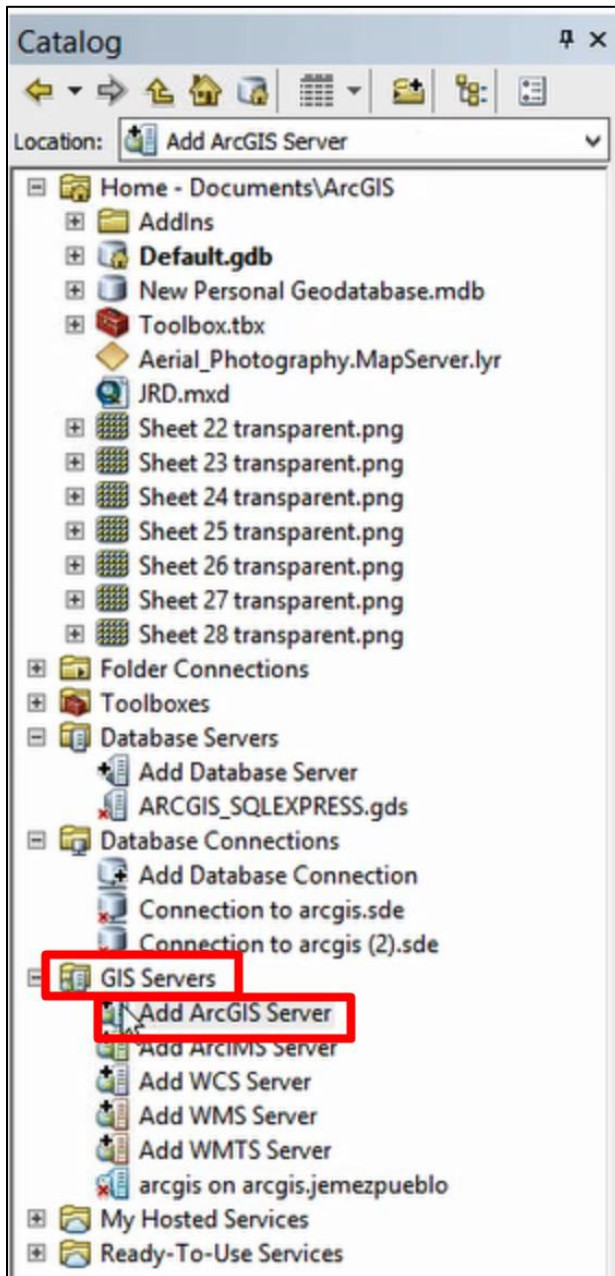 Catalog
Location: Add ArcGIS Server
Home - Documents\ArcGIS
AddIns
Default.gdb
New Personal Geodatabase.mdb
Toolbox.tbx
Aerial_Photography.MapServer.lyr
JRD.mxd
Sheet 22 transparent.png
Sheet 23 transparent.png
Sheet 24 transparent.png
Sheet 25 transparent.png
Sheet 26 transparent.png
Sheet 27 transparent.png
Sheet 28 transparent.png
Folder Connections
Toolboxes
Database Servers
Add Database Server
ARCGIS_SQLEXPRESS.gds
Database Connections
Add Database Connection
Connection to arcgis.sde
Connection to arcgis (2).sde
GIS Servers
Add ArcGIS Server
Add ArcIMS Server
Add WCS Server
Add WMS Server
Add WMTS Server
arcgis on arcgis.jemezpueblo
My Hosted Services
Ready-To-Use Services